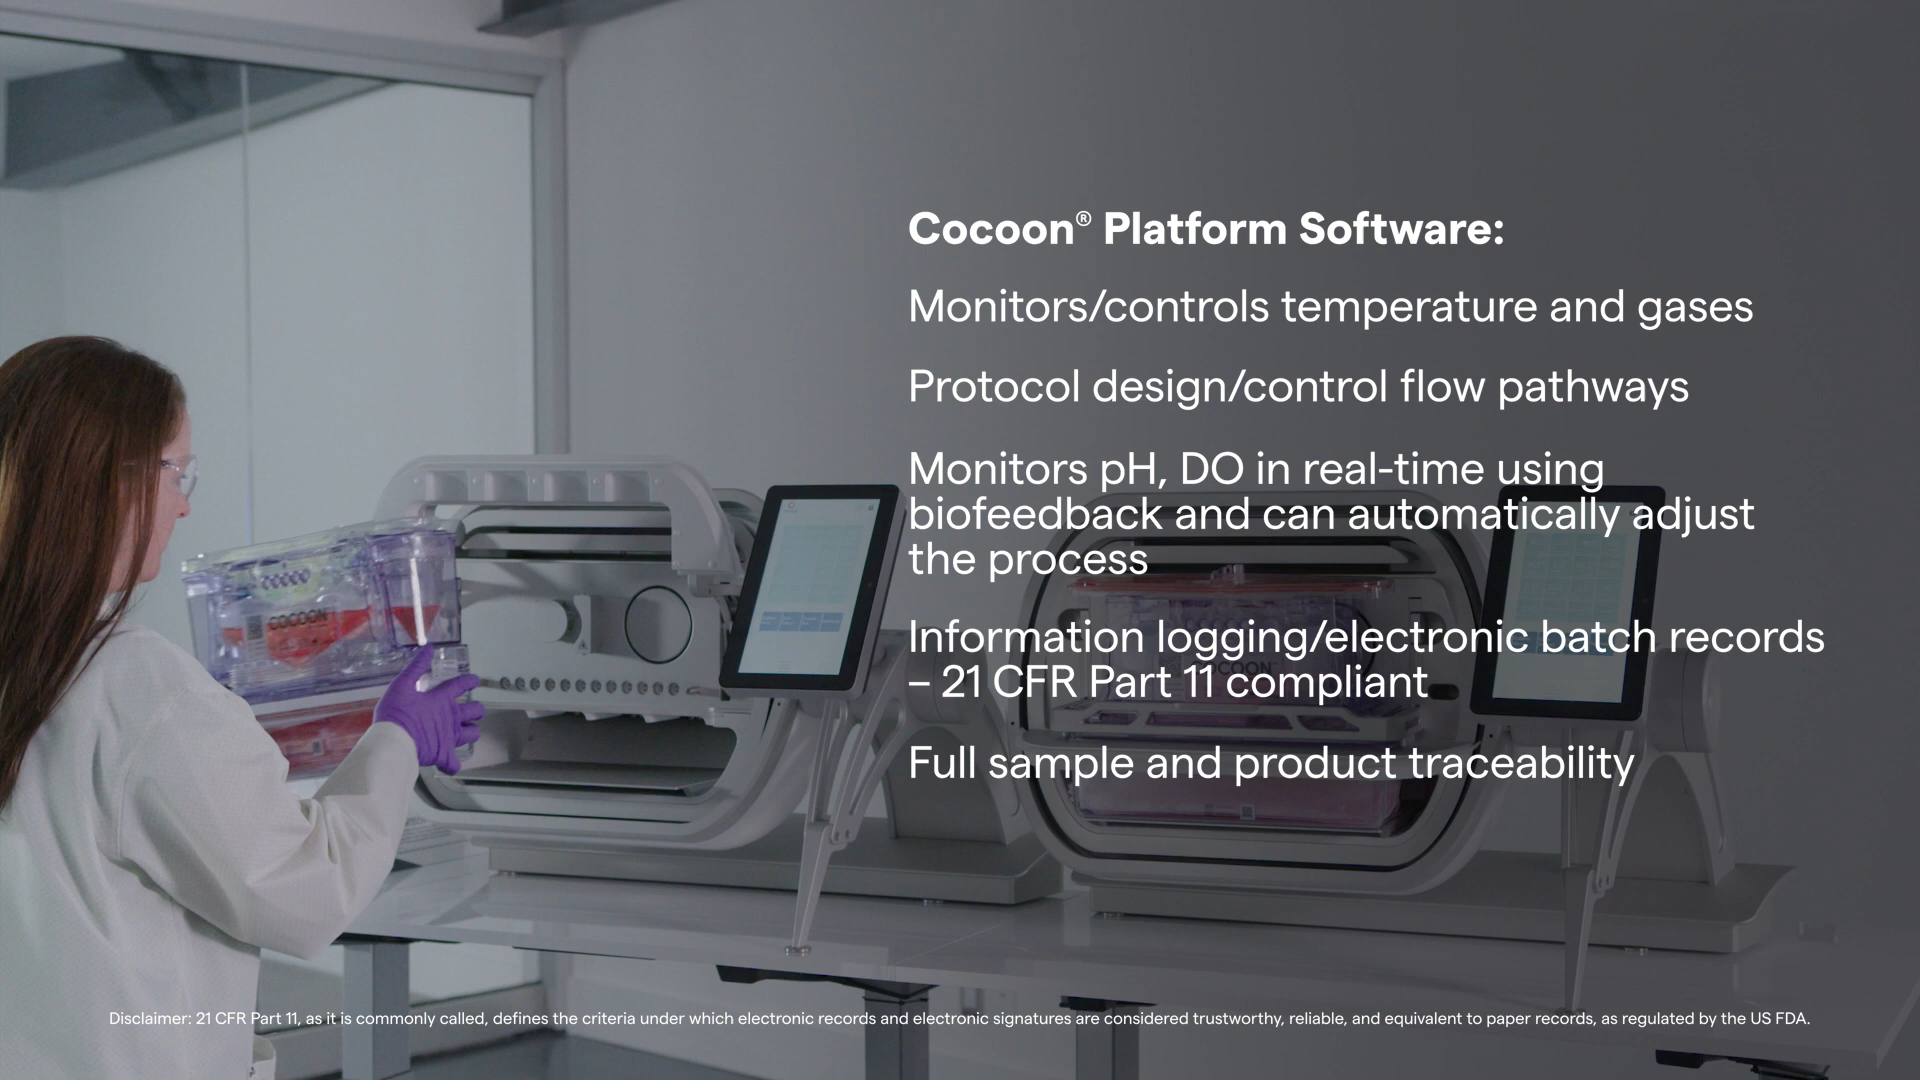 Cocoon® Platform Software:
Monitors/controls temperature and gases
Protocol design/control flow pathways
Monitors pH, DO in real-time using
biofeedback and can automatically adjust
the process
Information logging/electronic batch records
– 21 CFR Part 11 compliant
Full sample and product traceability
COCOON
COCOON
Disclaimer: 21 CFR Part 11, as it is commonly called, defines the criteria under which electronic records and electronic signatures are considered trustworthy, reliable, and equivalent to paper records, as regulated by the US FDA.